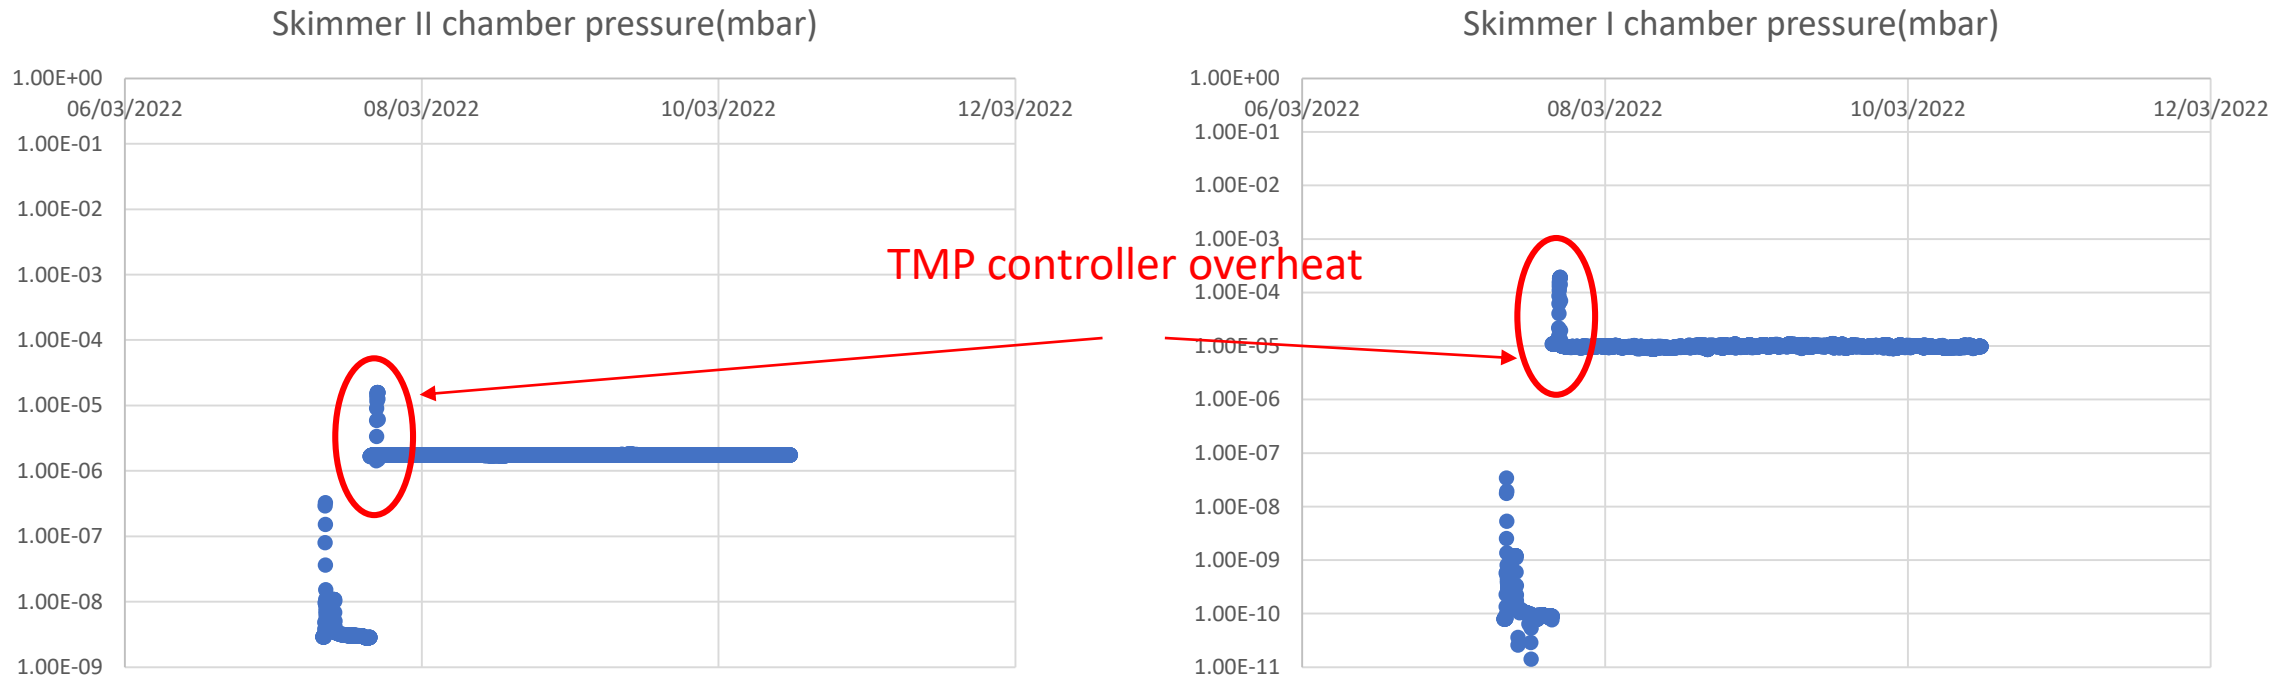 Skimmer II chamber pressure(mbar)
1.00E+00
06/03/2022 08/03/2022 10/03/2022 12/03/2022
1.00E-01
1.00E-02
1.00E-03
1.00E-04
1.00E-05
1.00E-06
1.00E-07
1.00E-08
1.00E-09
TMP controller overheat
Skimmer I chamber pressure(mbar)
1.00E+00
06/03/2022 08/03/2022 10/03/2022 12/03/2022
1.00E-01
1.00E-02
1.00E-03
1.00E-04
1.00E-05
1.00E-06
1.00E-07
1.00E-08
1.00E-09
1.00E-10
1.00E-11